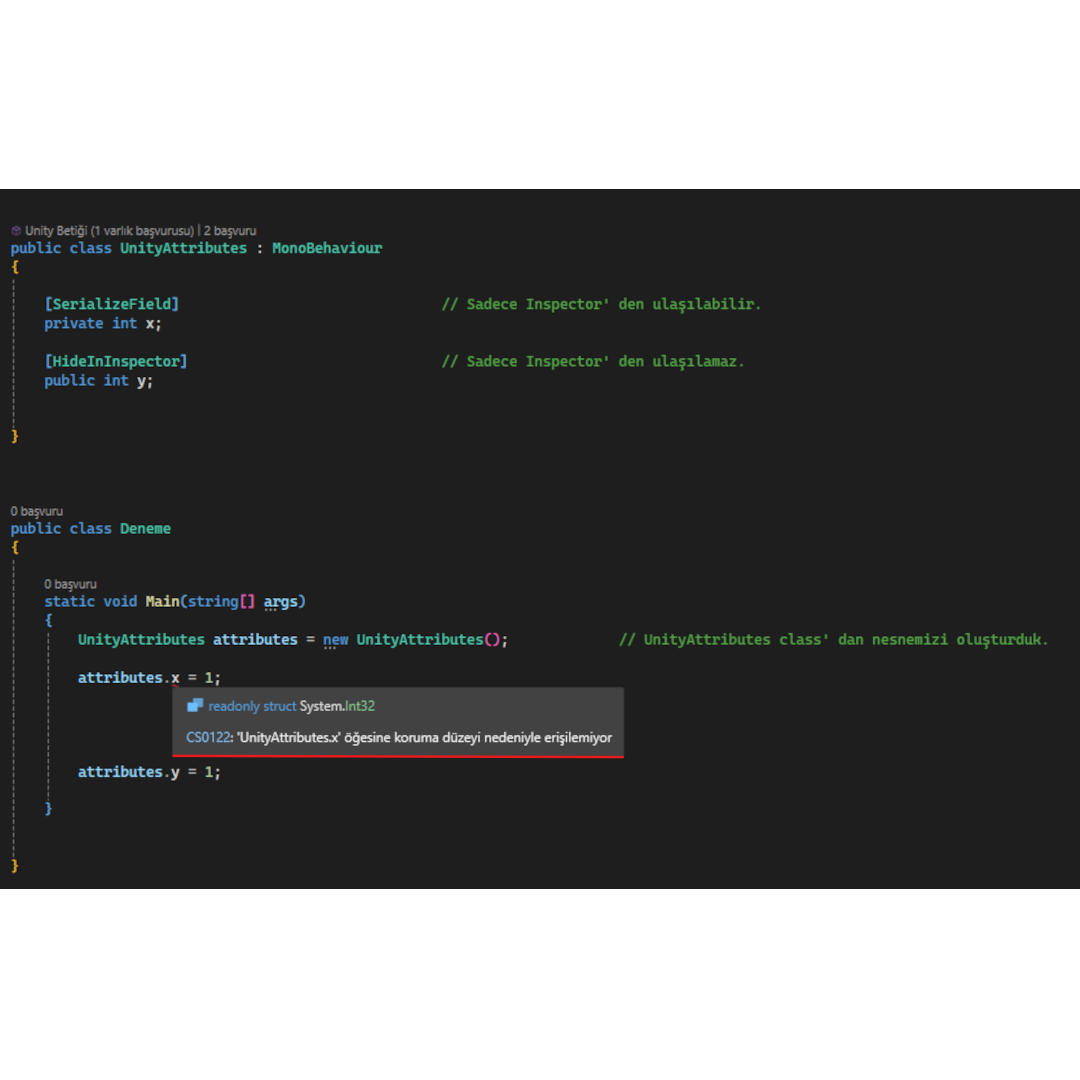 Unity Betiği (1 varlık başvurusu) | 2 başvuru
public class UnityAttributes : MonoBehaviour
{
[SerializeField] // Sadece Inspector' den ulaşılabilir.
private int x;
[HideInInspector] // Sadece Inspector' den ulaşılamaz.
public int y;
}
0 başvuru
public class Deneme
{
0 başvuru
static void Main(string[] args)
{
UnityAttributes attributes = new UnityAttributes(); // UnityAttributes class' dan nesnemizi oluşturduk.
attributes.x = 1;
readonly struct System.Int32
CS0122: 'UnityAttributes.x' öğesine koruma düzeyi nedeniyle erişilemiyor
attributes.y = 1;
}
}